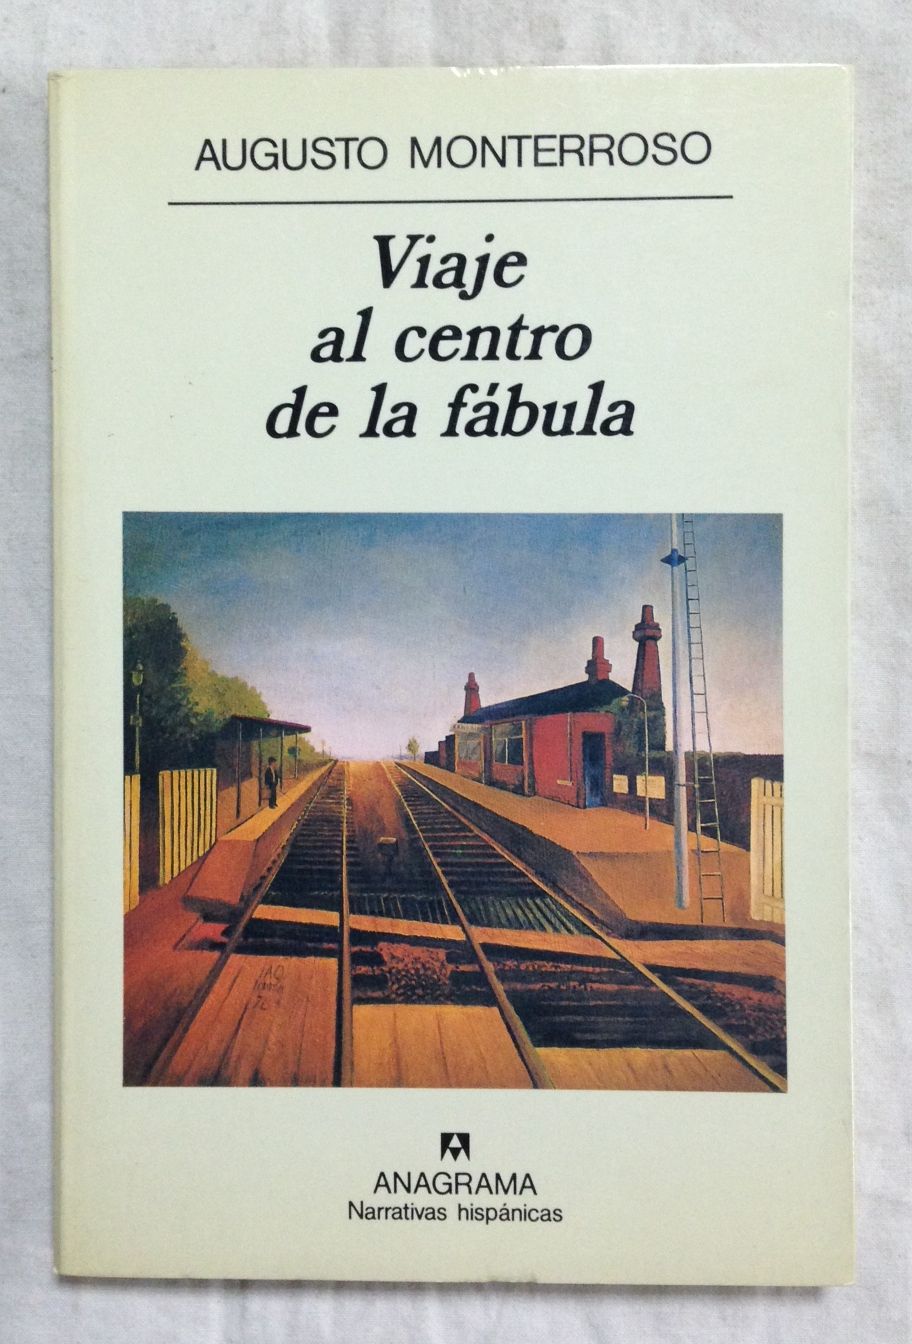 AUGUSTO MONTERROSO
Viaje
al centro
de la fábula
ANAGRAMA
Narrativas hispánicas